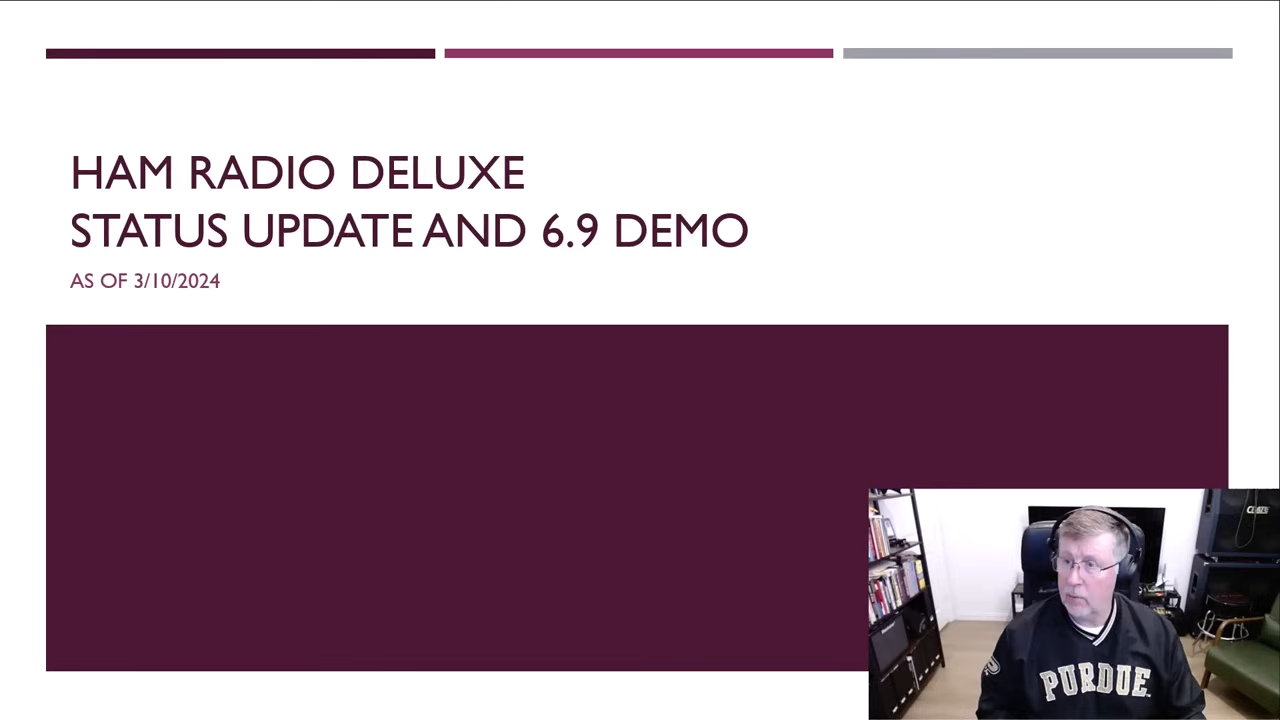 HAM RADIO DELUXE
STATUS UPDATE AND 6.9 DEMO
AS OF 3/10/2024
PURDUE